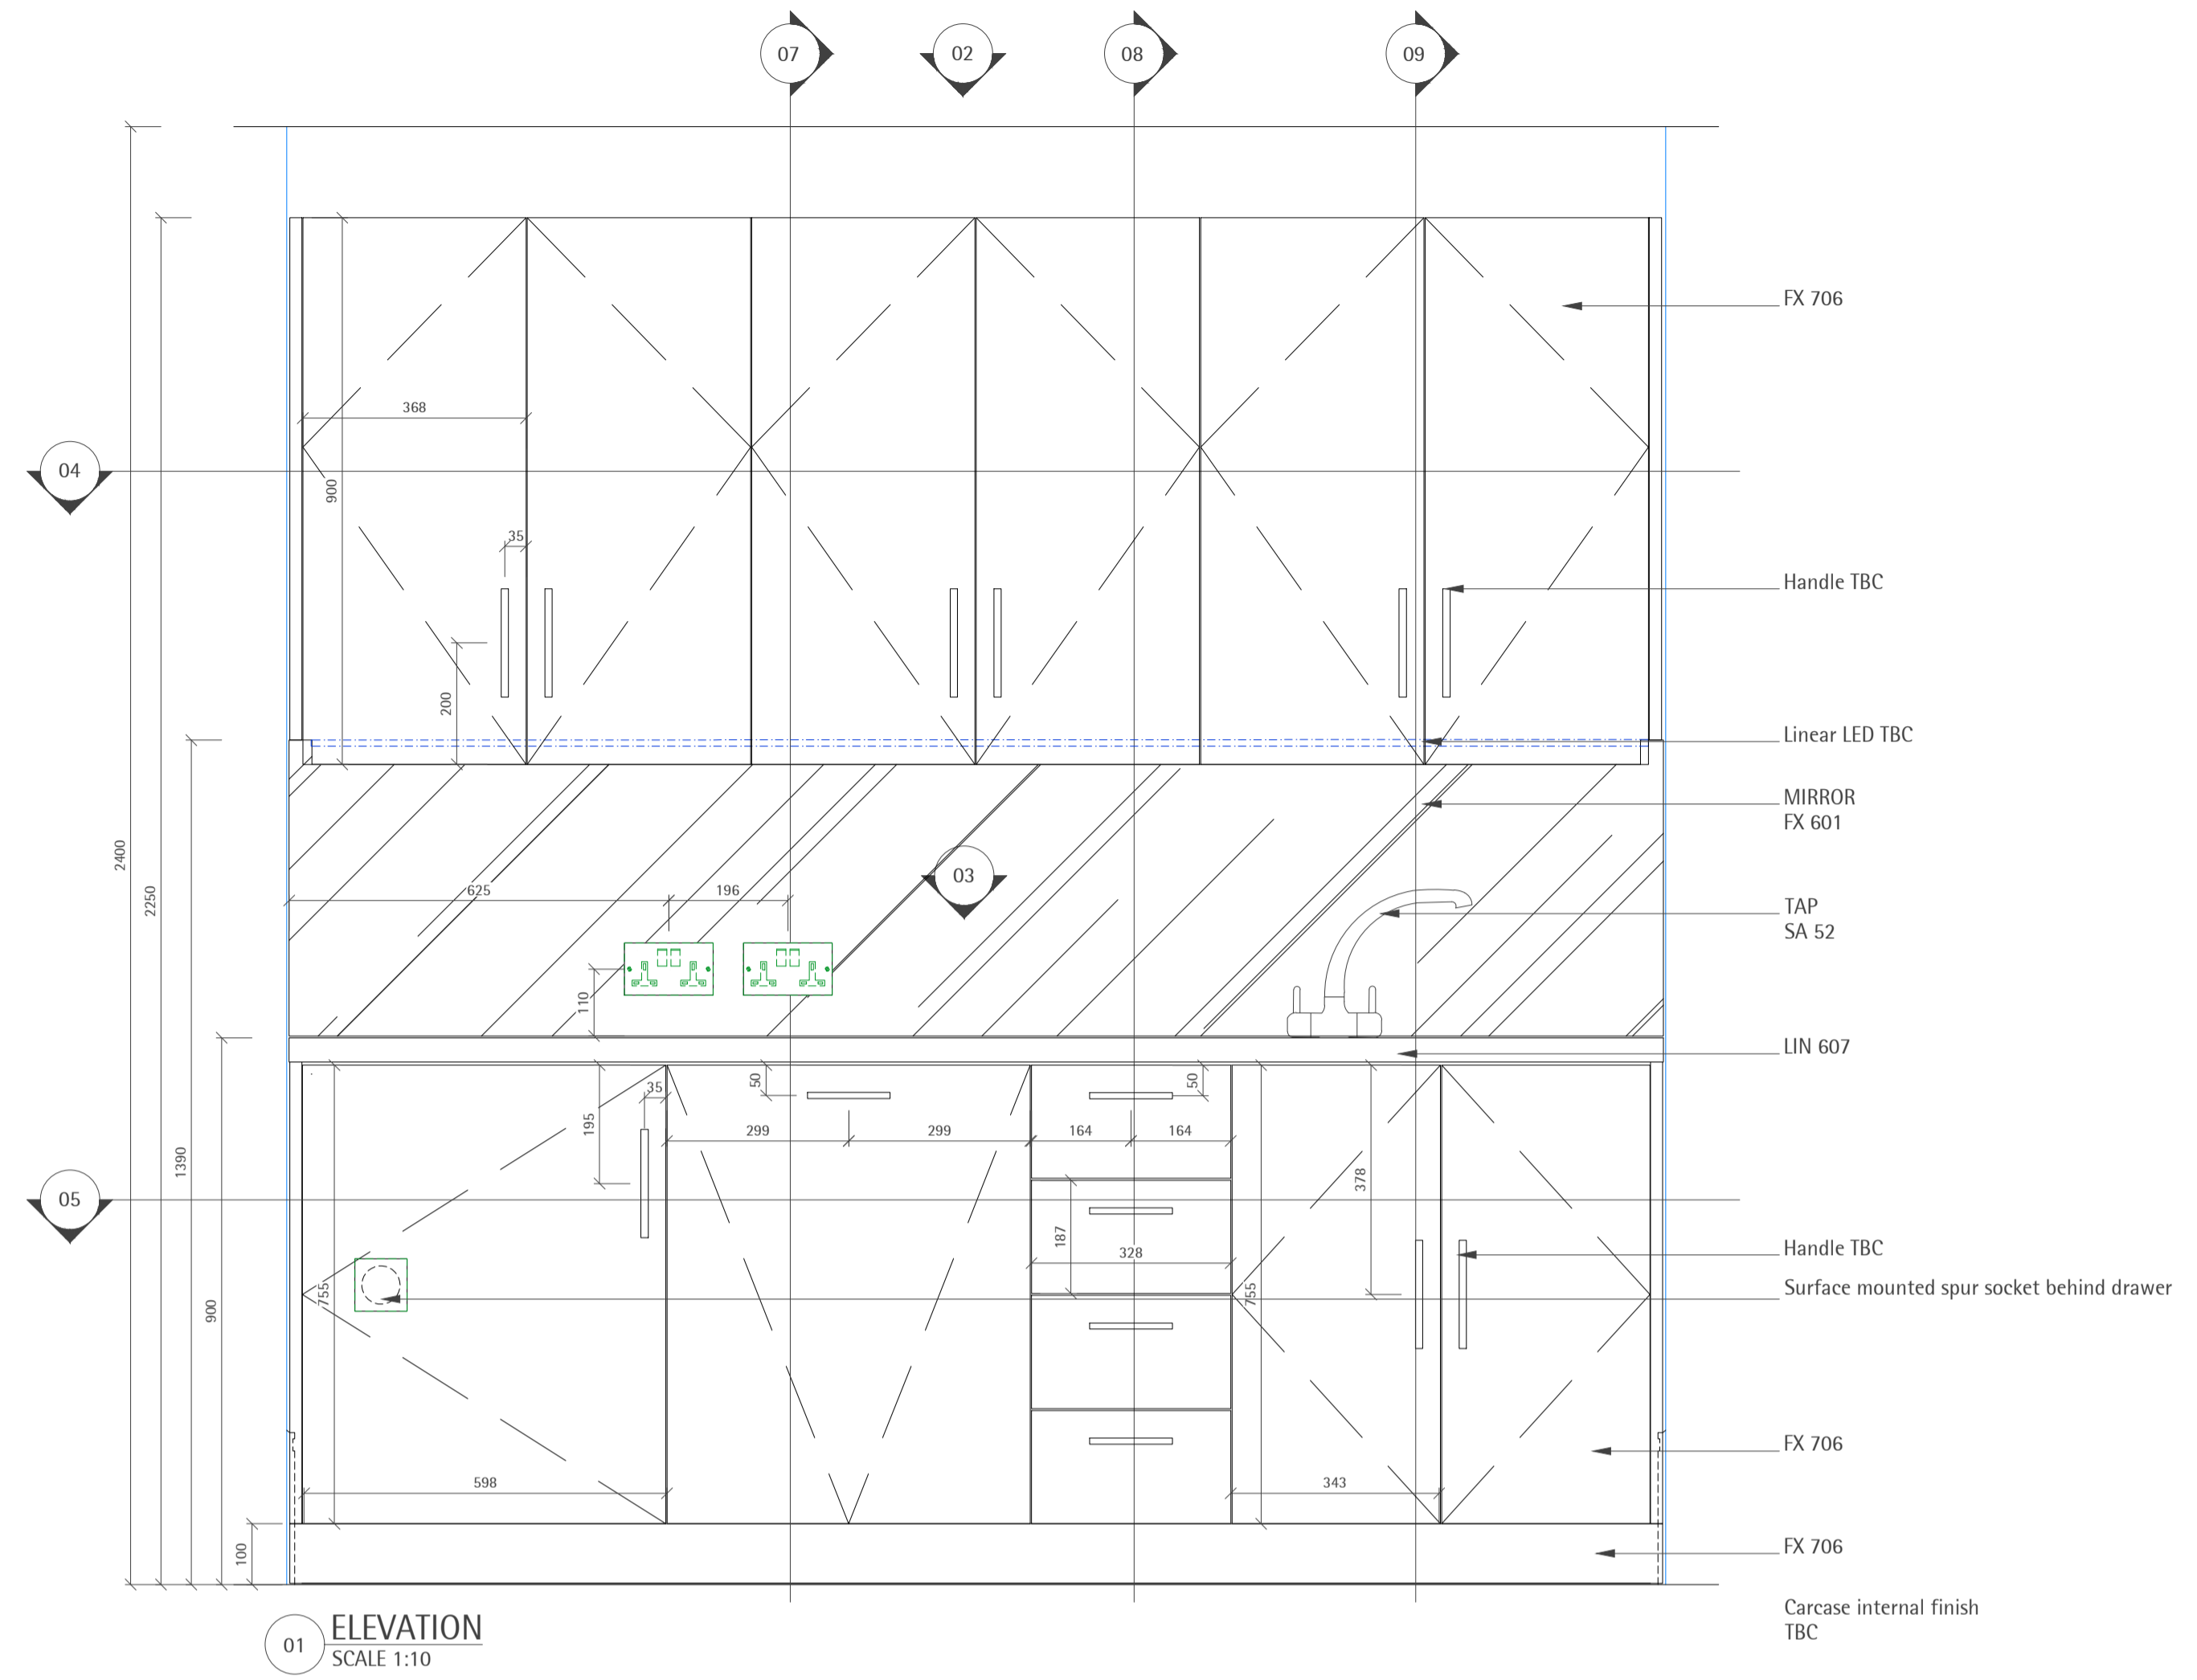 07
02
08
09
FX 706
368
04
900
35
Handle TBC
200
Linear LED TBC
MIRROR
FX 601
2400
2250
03
625
196
TAP
SA 52
110
LIN 607
50
50
35
195
299
299
164
164
1390
378
05
187
328
Handle TBC
Surface mounted spur socket behind drawer
755
755
900
FX 706
598
343
100
FX 706
Carcase internal finish
TBC
01
ELEVATION
SCALE 1:10